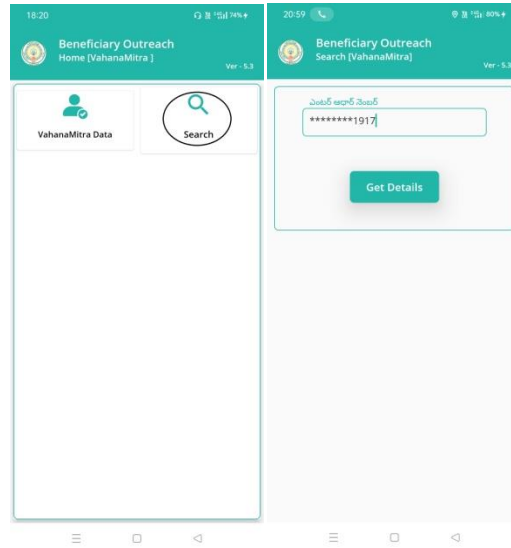 18:20
74%
Beneficiary Outreach
Home [VahanaMitra ]
Ver - 5.3
VahanaMitra Data
Search
20:59
80%
Beneficiary Outreach
Search [VahanaMitra]
Ver - 5.3
ఎంటర్ ఆధార్ నెంబర్
********1917
Get Details